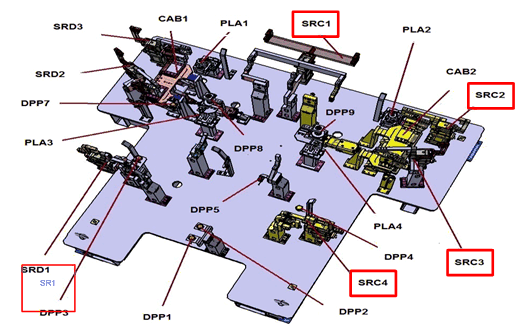 SRD3
CAB1
PLA1
SRC1
PLA2
SRD2
CAB2
DPP7
SRC2
DPP9
PLA3
DPP8
DPP5
PLA4
SRC3
DPP4
SRD1
SR1
SRC4
DPP3
DPP1
DPP2